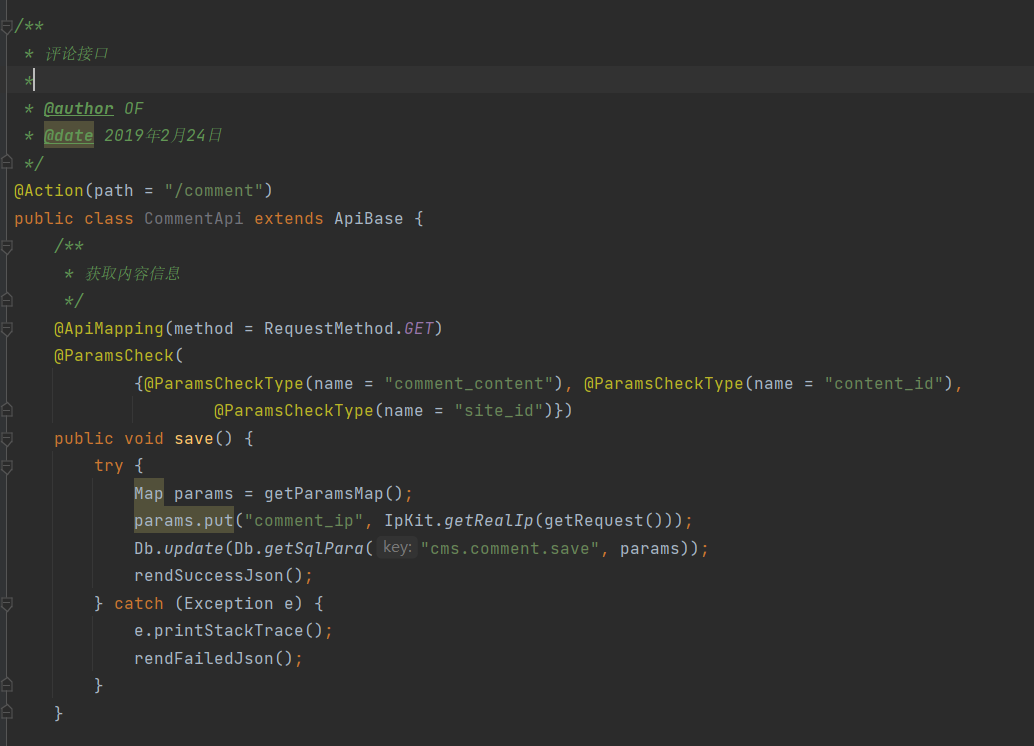 /**
 * 评论接口
 *
 * @author OF
 * @date 2019年2月24日
 */
@Action(path = "/comment")
public class CommentApi extends ApiBase {
    /**
     * 获取内容信息
     */
    @ApiMapping(method = RequestMethod.GET)
    @ParamsCheck(
            {@ParamsCheckType(name = "comment_content"), @ParamsCheckType(name = "content_id"),
                    @ParamsCheckType(name = "site_id")})
    public void save() {
        try {
            Map params = getParamsMap();
            params.put("comment_ip", IpKit.getRealIp(getRequest()));
            Db.update(Db.getSqlPara( key: "cms.comment.save", params));
            rendSuccessJson();
        } catch (Exception e) {
            e.printStackTrace();
            rendFailedJson();
        }
    }